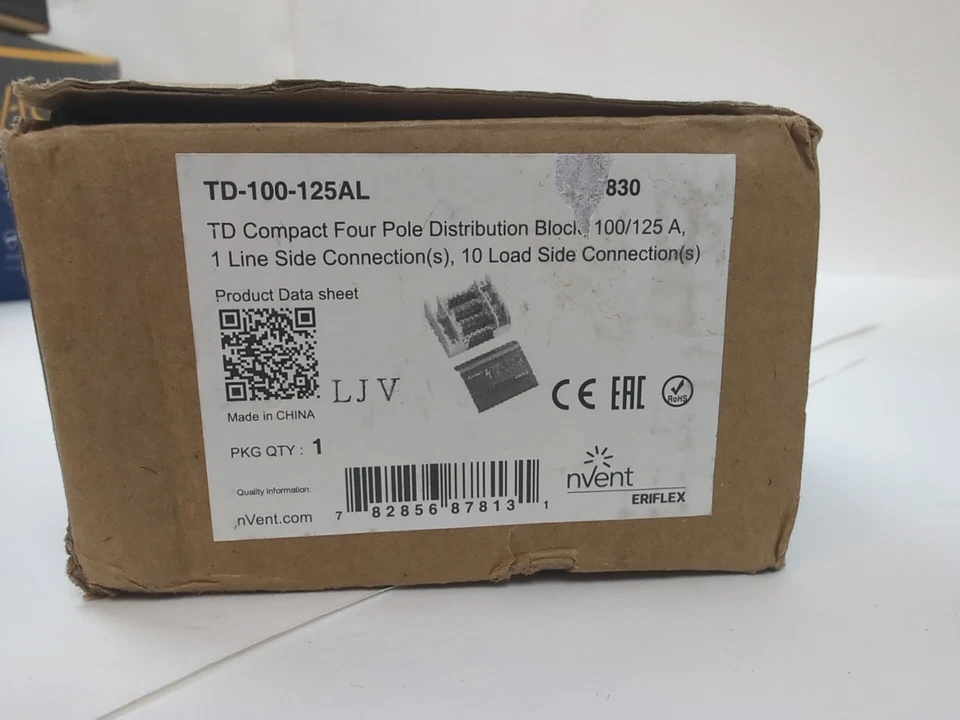 TD-100-125AL
830
TD Compact Four Pole Distribution Block, 100/125 A,
1 Line Side Connection(s), 10 Load Side Connection(s)
Product Data sheet
LJV
CE EAC
RoHS
Made in CHINA
PKG QTY : 1
Quality information:
nVent.com
7 82856 87813 1
nVent
ERIFLEX